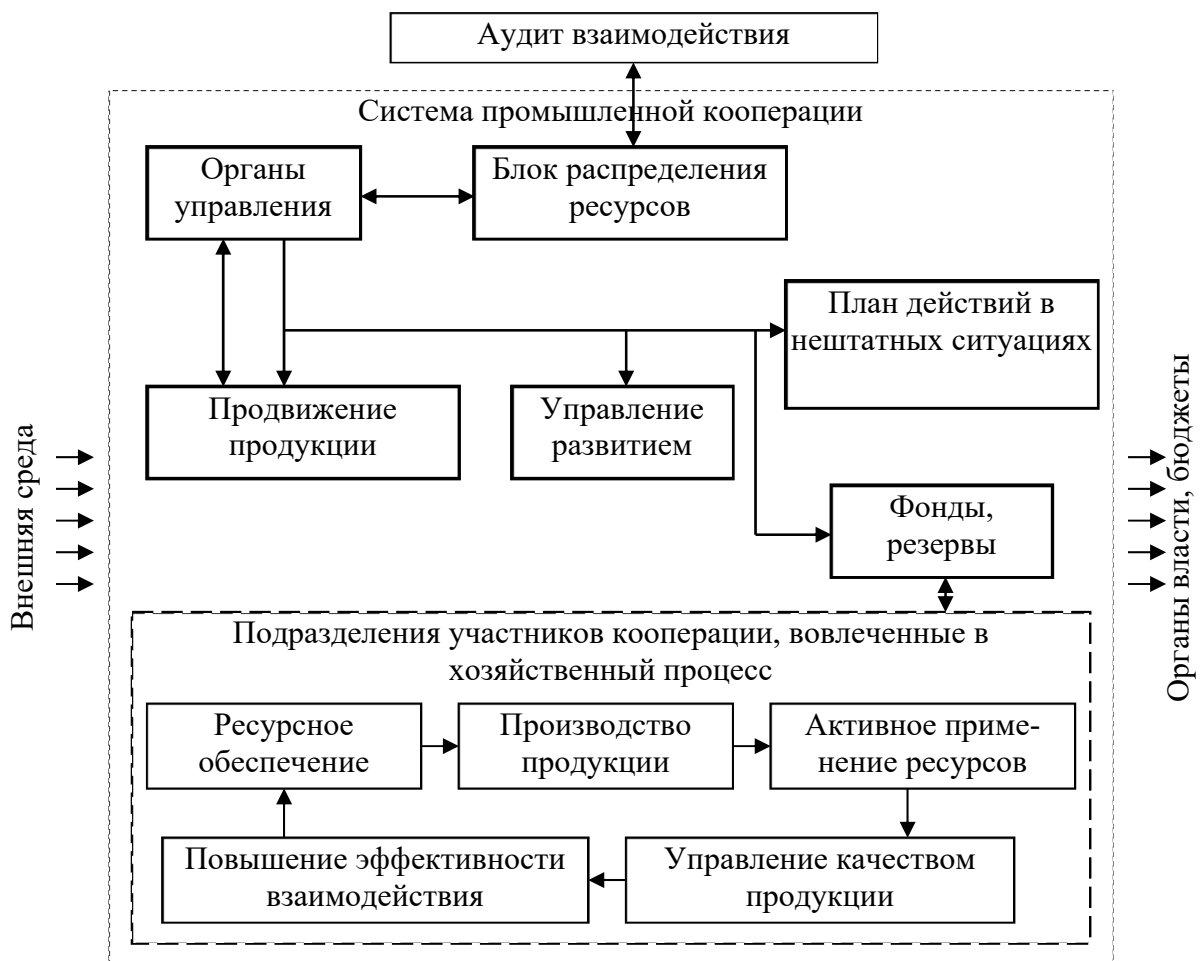 Аудит взаимодействия
Система промышленной кооперации
Органы
управления
Блок распределения
ресурсов
План действий в
нештатных ситуациях
Продвижение
продукции
Управление
развитием
Внешняя среда
Органы власти, бюджеты
Фонды,
резервы
Подразделения участников кооперации, вовлеченные в
хозяйственный процесс
Ресурсное
обеспечение
Производство
продукции
Активное приме-
нение ресурсов
Повышение эффективности
взаимодействия
Управление качеством
продукции